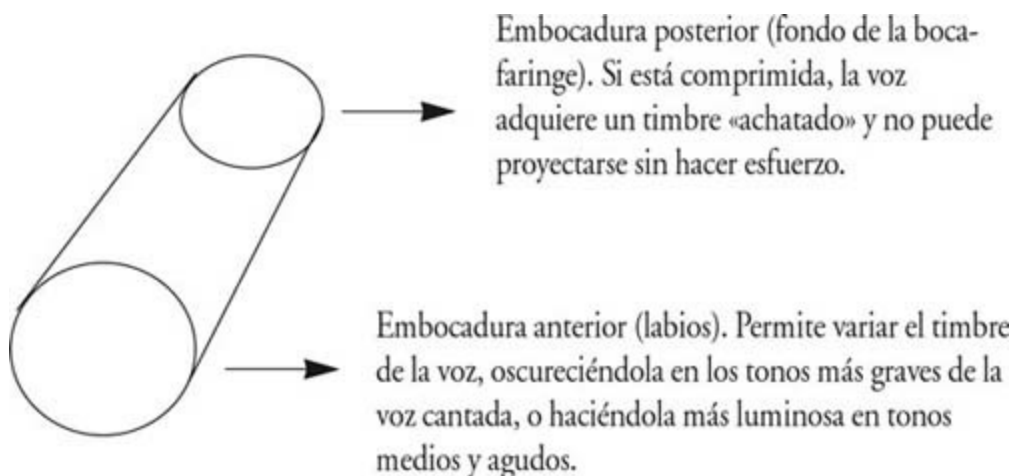 Embocadura posterior (fondo de la boca-
faringe). Si está comprimida, la voz
adquiere un timbre «achatado» y no puede
proyectarse sin hacer esfuerzo.
Embocadura anterior (labios). Permite variar el timbre
de la voz, oscureciéndola en los tonos más graves de la
voz cantada, o haciéndola más luminosa en tonos
medios y agudos.